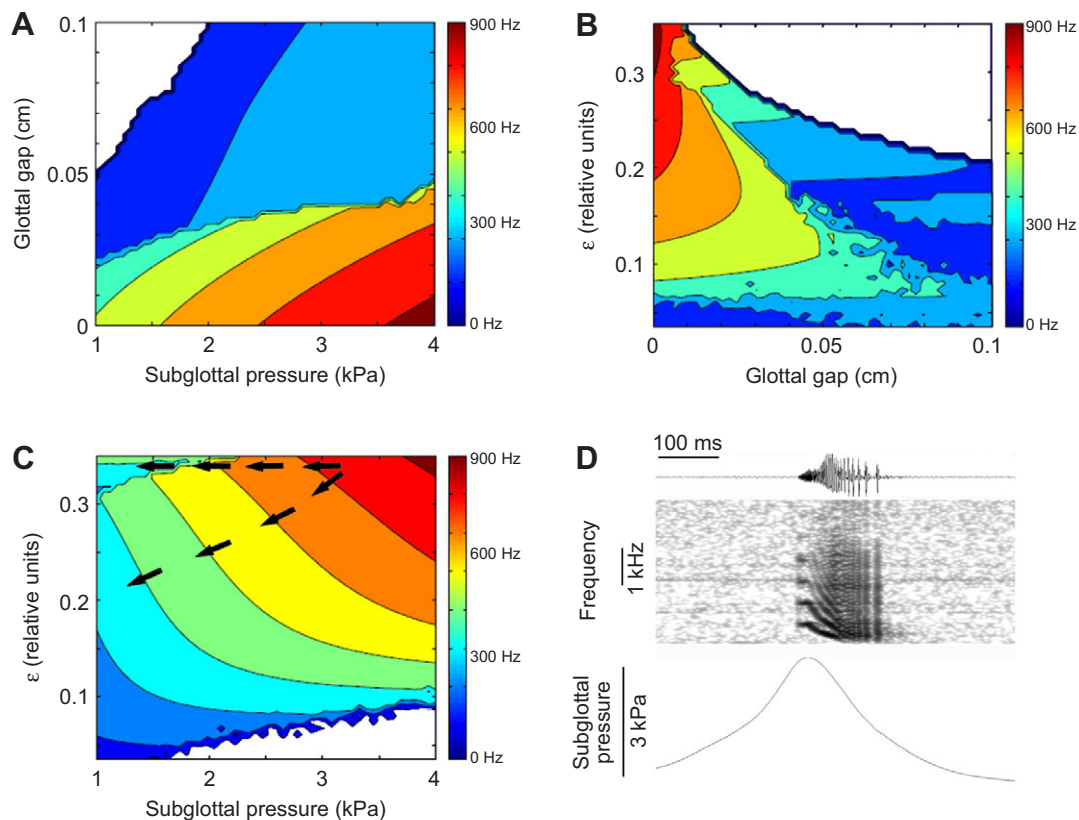 A
0.1
0.05
0
Glottal gap (cm)
1
2
3
4
Subglottal pressure (kPa)
900 Hz
600 Hz
300 Hz
0 Hz
B
0.3
0.2
0.1
ε (relative units)
0
0.05
0.1
Glottal gap (cm)
900 Hz
600 Hz
300 Hz
0 Hz
C
0.3
0.2
0.1
ε (relative units)
1
2
3
4
Subglottal pressure (kPa)
900 Hz
600 Hz
300 Hz
0 Hz
D
100 ms
Frequency
1 kHz
Subglottal
pressure
3 kPa